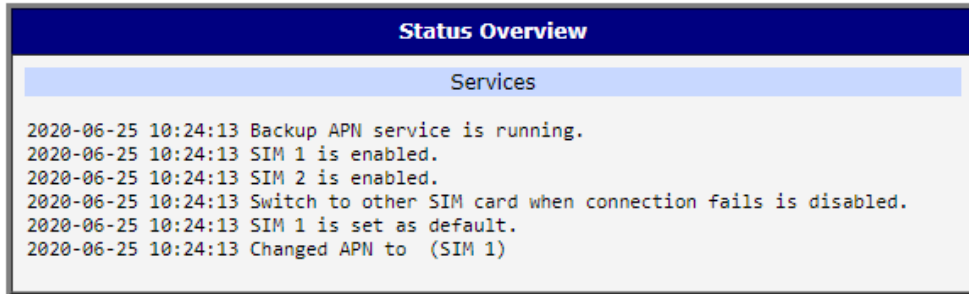 Status Overview
Services
2020-06-25 10:24:13 Backup APN service is running.
2020-06-25 10:24:13 SIM 1 is enabled.
2020-06-25 10:24:13 SIM 2 is enabled.
2020-06-25 10:24:13 Switch to other SIM card when connection fails is disabled.
2020-06-25 10:24:13 SIM 1 is set as default.
2020-06-25 10:24:13 Changed APN to  (SIM 1)